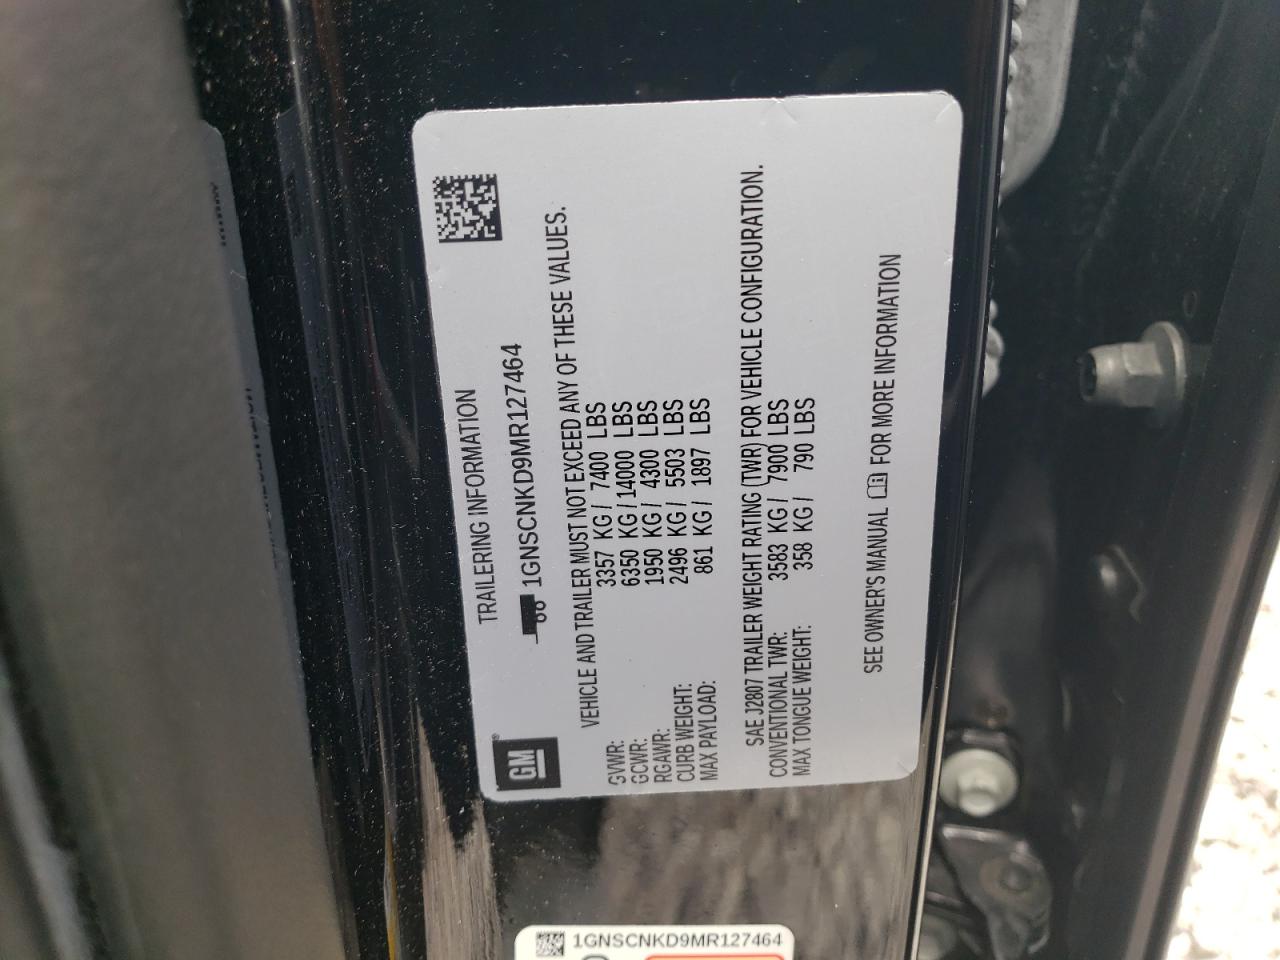 TRAILERING INFORMATION
1GNSCNKD9MR127464
VEHICLE AND TRAILER MUST NOT EXCEED ANY OF THESE VALUES.
GVWR: 3357 KG / 7400 LBS
GCWR: 6350 KG / 14000 LBS
RGAWR: 1950 KG / 4300 LBS
CURB WEIGHT: 2496 KG / 5503 LBS
MAX PAYLOAD: 861 KG / 1897 LBS
SAE J2807 TRAILER WEIGHT RATING (TWR) FOR VEHICLE CONFIGURATION.
CONVENTIONAL TWR: 3583 KG / 7900 LBS
MAX TONGUE WEIGHT: 358 KG / 790 LBS
SEE OWNER'S MANUAL FOR MORE INFORMATION
GM®
1GNSCNKD9MR127464